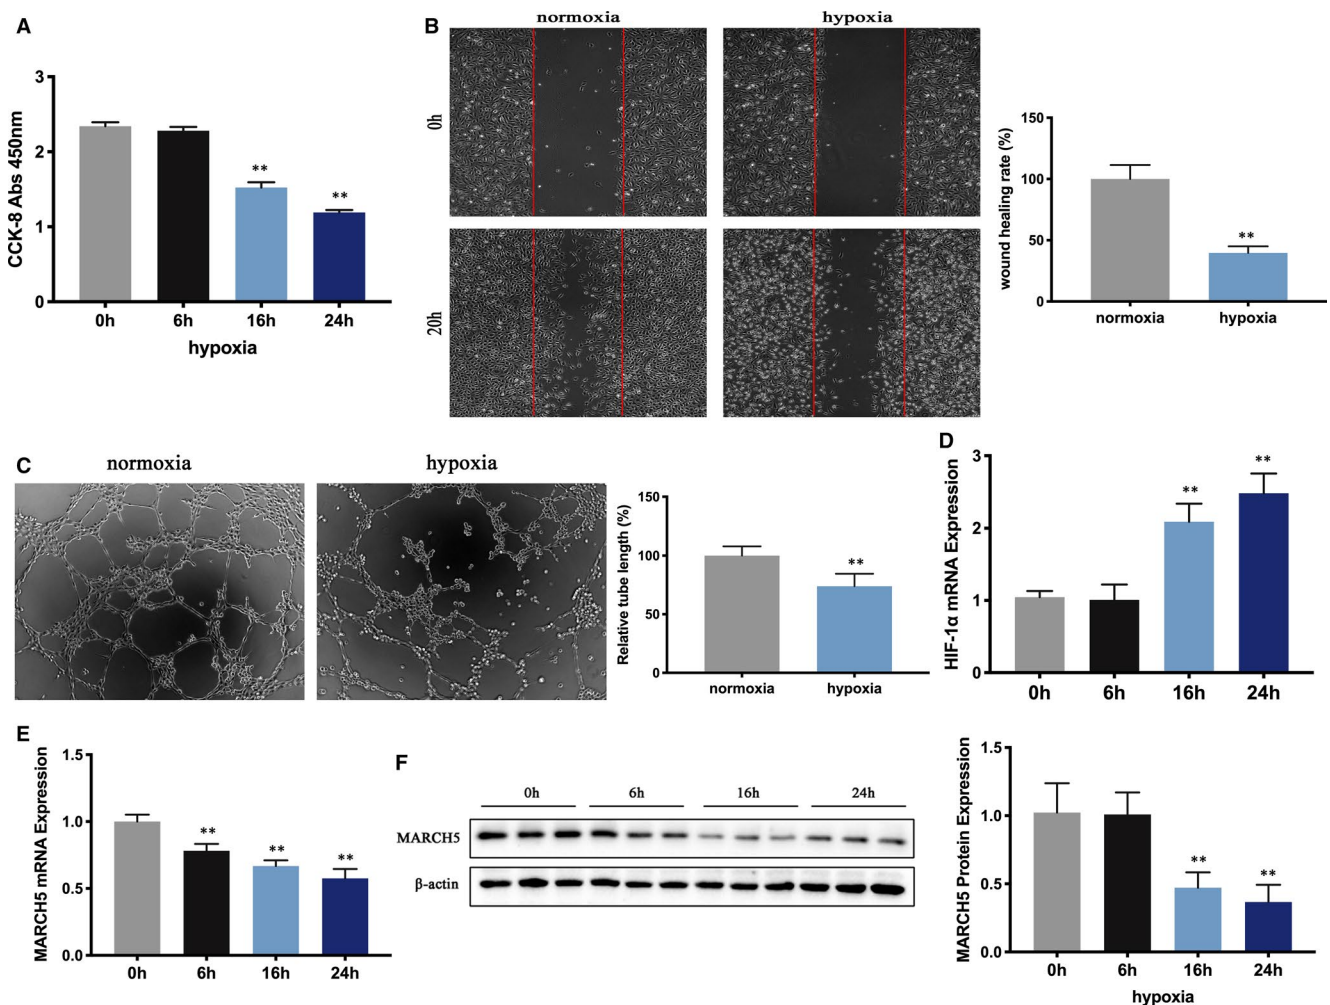 A
CCK-8 Abs 450nm
3
2
1
0
**
**
0h
6h
16h
24h
hypoxia
B
normoxia
hypoxia
0h
20h
wound healing rate (%)
150
100
50
0
**
normoxia
hypoxia
C
normoxia
hypoxia
Relative tube length (%)
150
100
50
0
**
normoxia
hypoxia
D
HIF-1α mRNA Expression
3
2
1
0
**
**
0h
6h
16h
24h
E
MARCH5 mRNA Expression
1.5
1.0
0.5
0.0
**
**
**
0h
6h
16h
24h
F
0h
6h
16h
24h
MARCH5
β-actin
MARCH5 Protein Expression
1.5
1.0
0.5
0.0
**
**
0h
6h
16h
24h
hypoxia